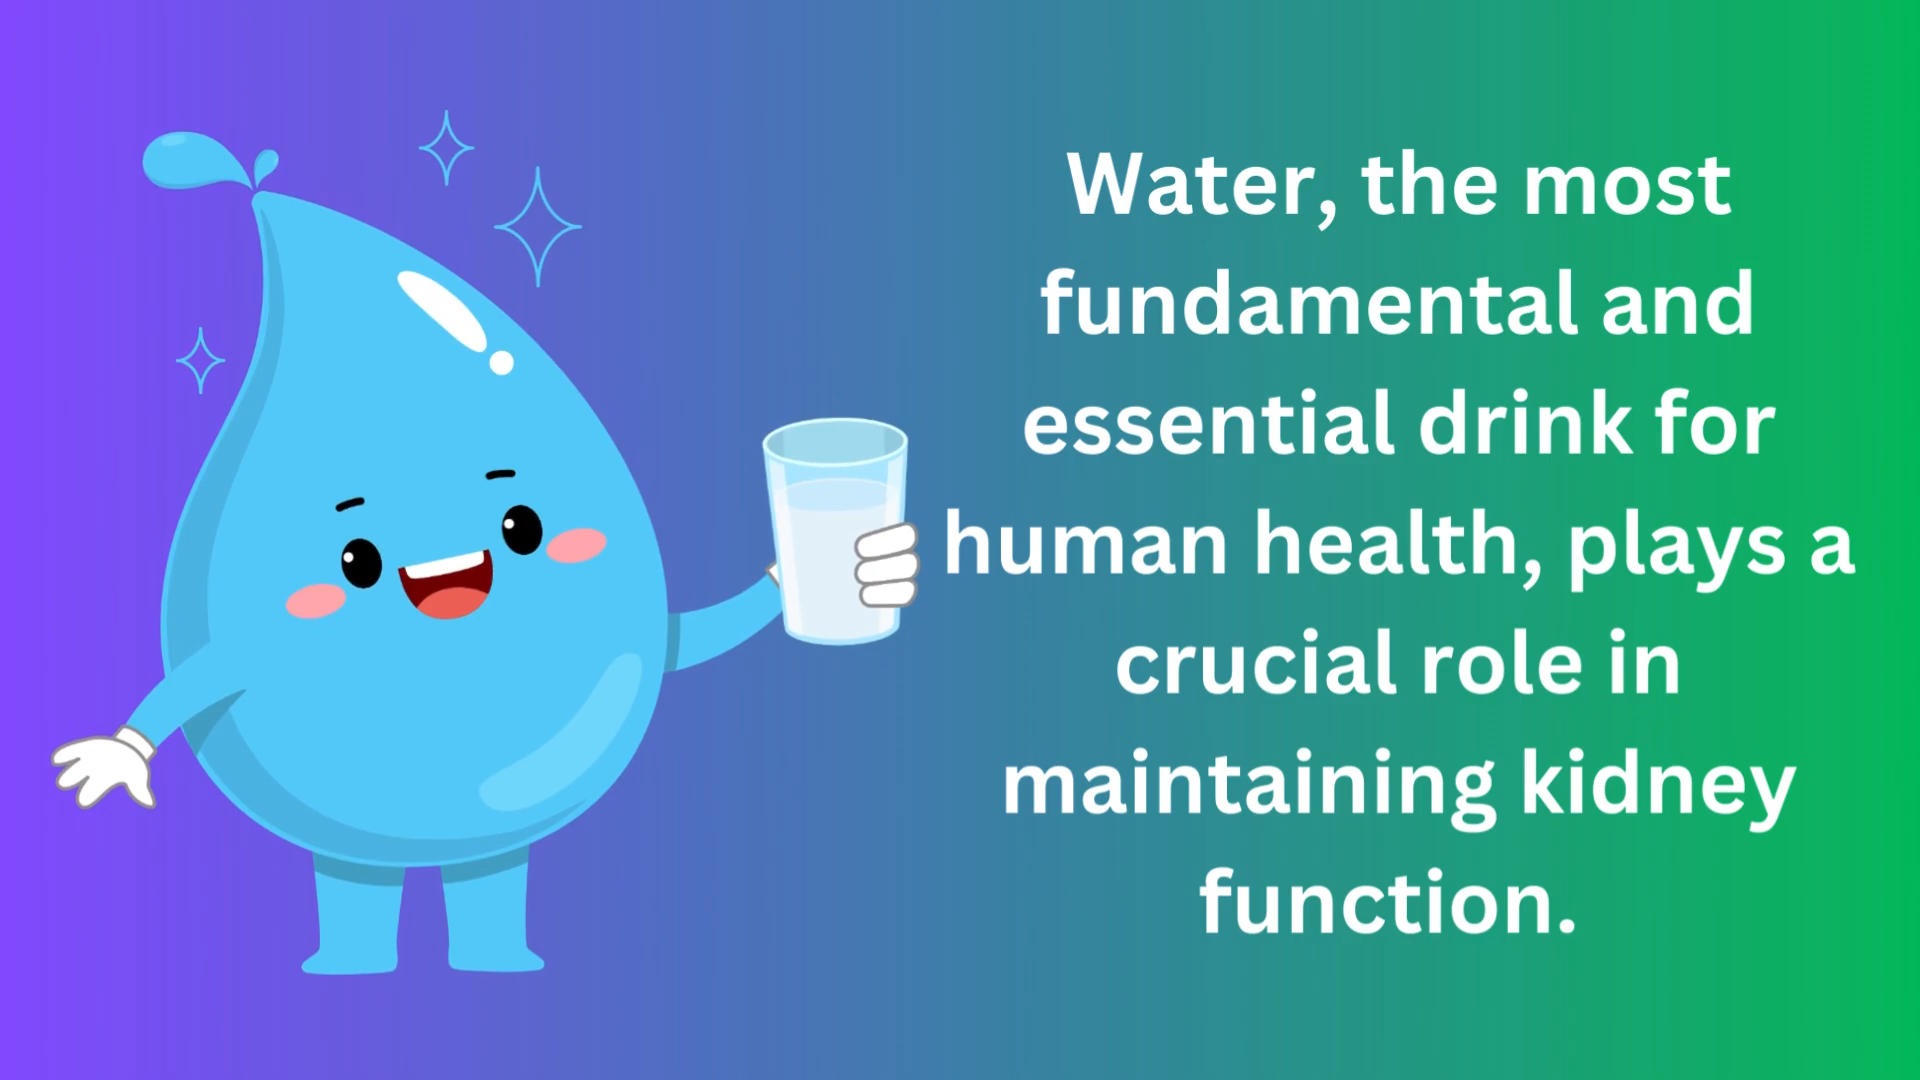 Water, the most
fundamental and
essential drink for
human health, plays a
crucial role in
maintaining kidney
function.